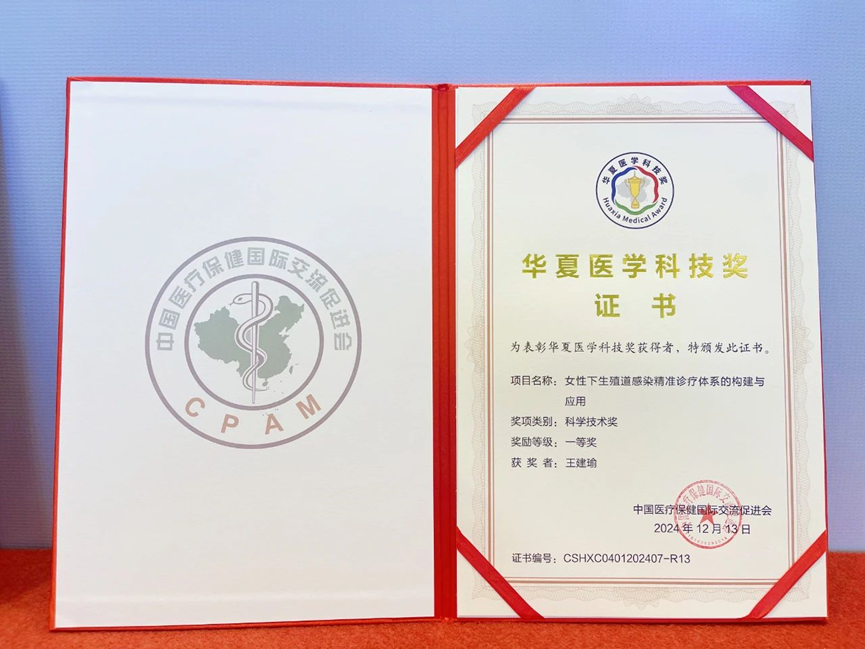 中国医疗保健国际交流促进会
CPAM
华夏医学科技奖
Huaxia Medical Award
华夏医学科技奖
证书
为表彰华夏医学科技奖获得者，特颁发此证书。
项目名称：女性下生殖道感染精准诊疗体系的构建与
应用
奖项类别：科学技术奖
奖励等级：一等奖
获奖者：王建瑜
中国医疗保健国际交流促进会
2024年12月13日
证书编号：CSHXC0401202407-R13